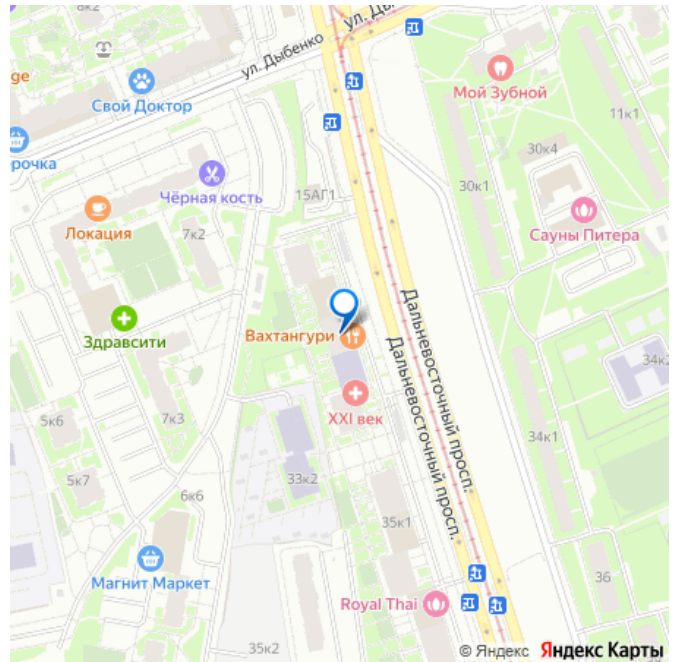 8к2
ул. Дыбенко
ул. Ды
ge
Свой Доктор
Мой Зубной
11к1
рочка
30к4
Чёрная кость
15АГ1
30к1
Локация
7к2
Сауны Питера
Здравсити
Вахтангури
Дальневосточный просп.
Дальневосточный просп.
34к2
XXI век
5к6
7к3
34к1
5к7
33к2
6к6
35к1
Магнит Маркет
36
Royal Thai
35к2
© Яндекс Яндекс Карты